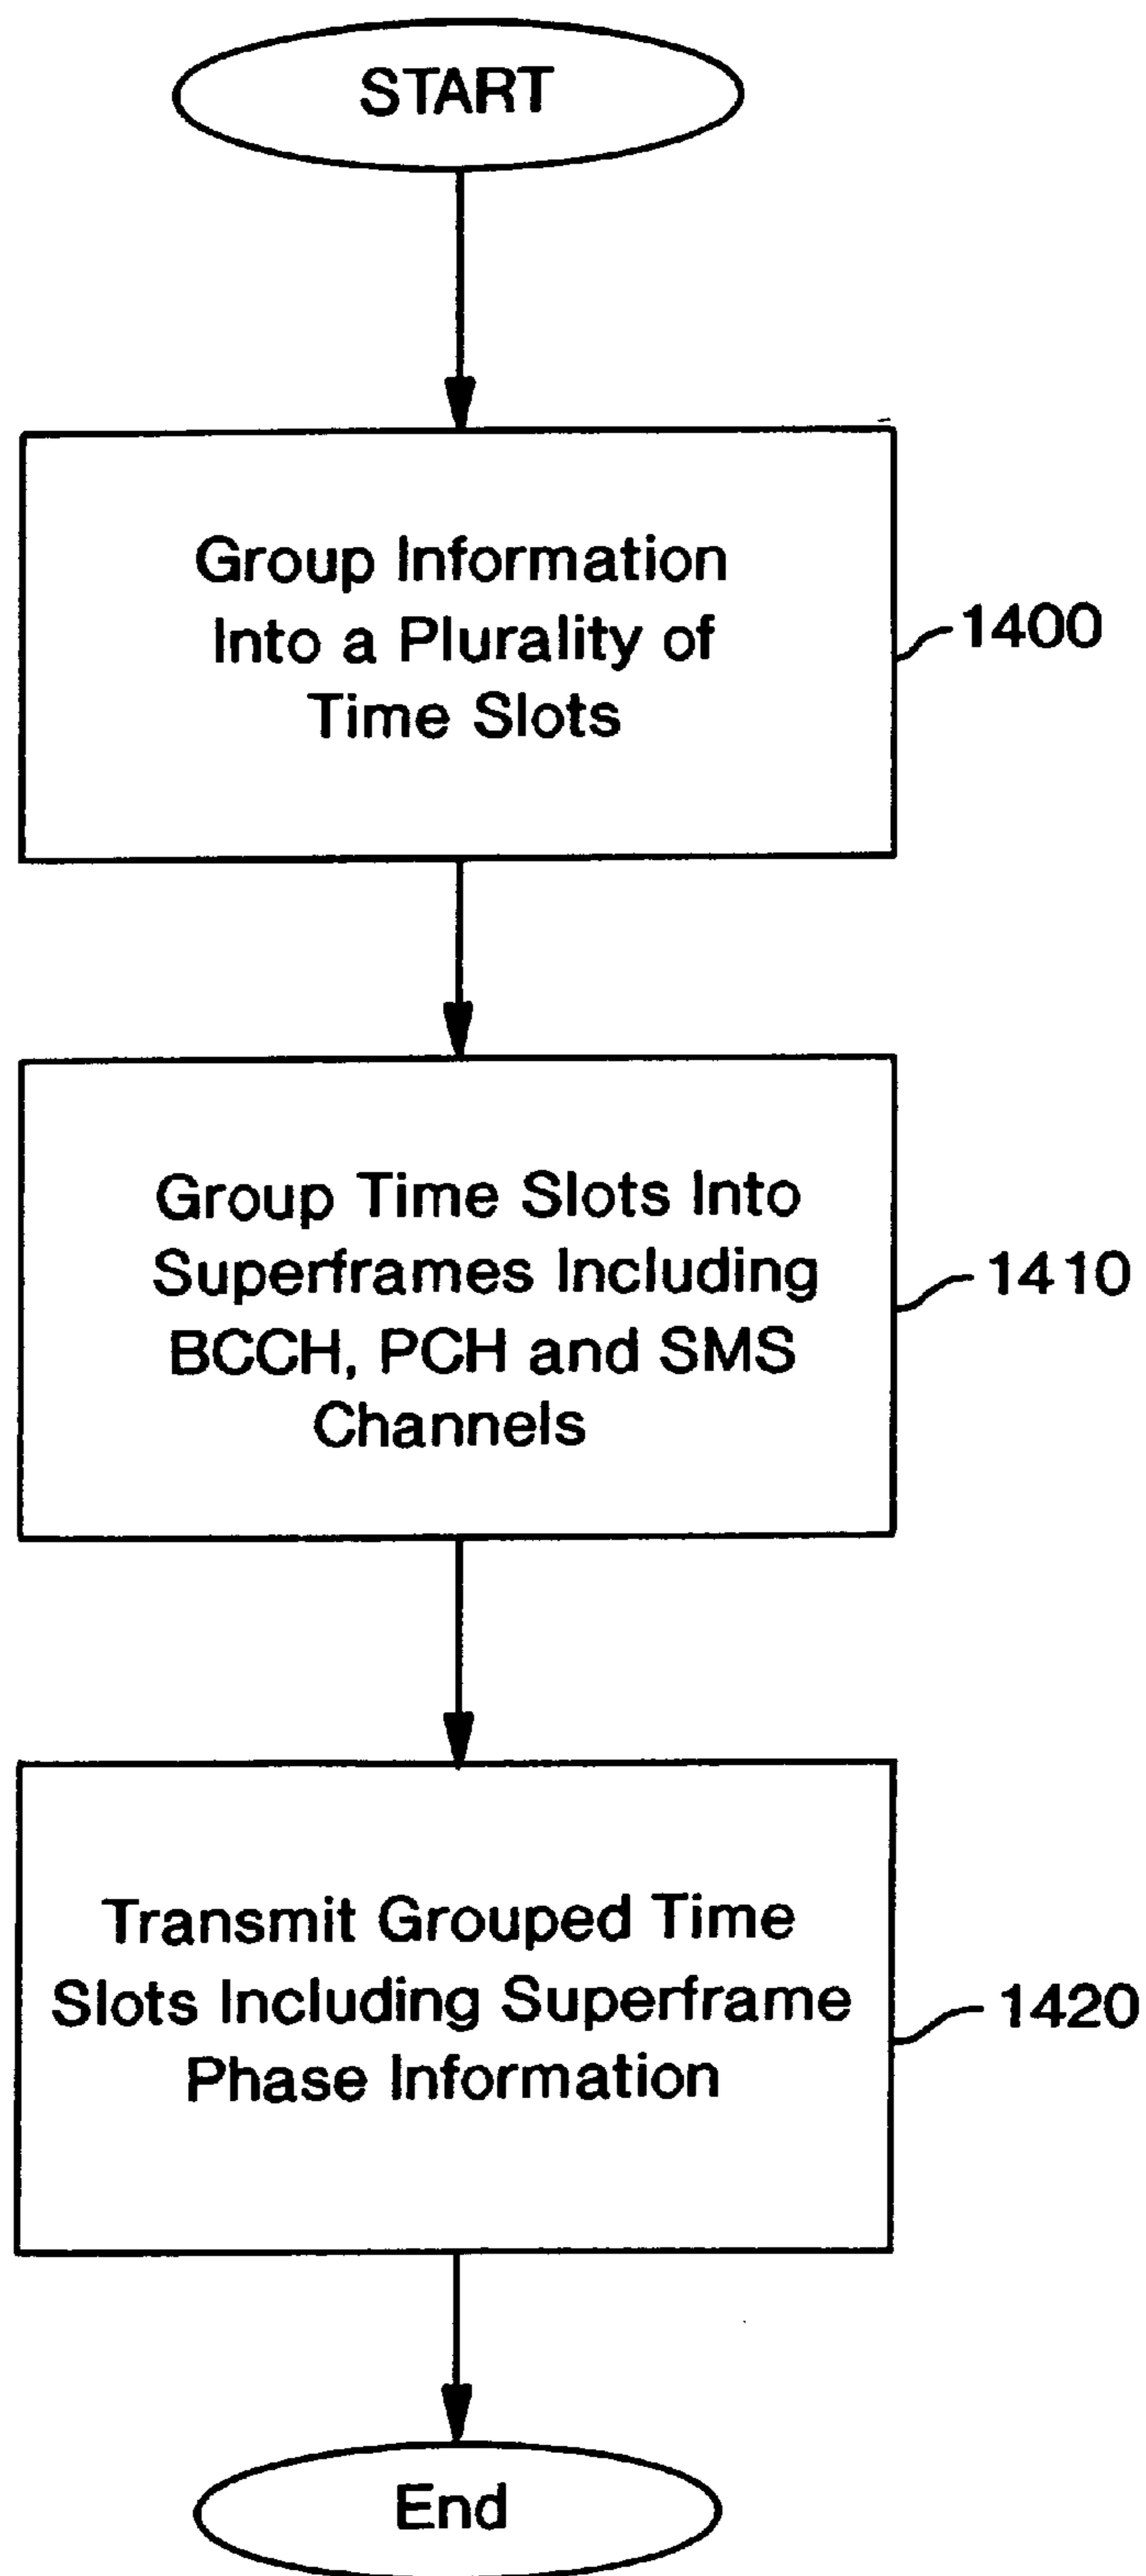 START
Group Information
Into a Plurality of
Time Slots
1400
Group Time Slots Into
Superframes Including
BCCH, PCH and SMS
Channels
1410
Transmit Grouped Time
Slots Including Superframe
Phase Information
1420
End